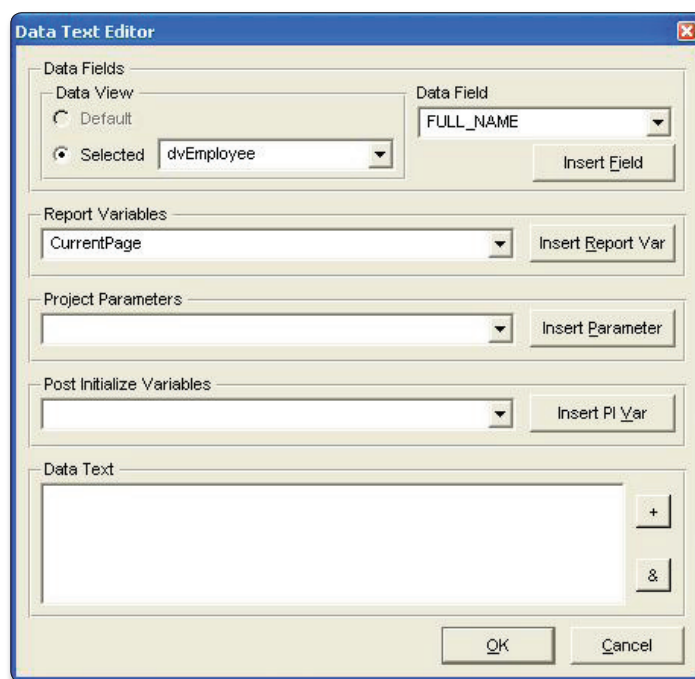 Data Text Editor
Data Fields
Data View
Default
Selected dvEmployee
Data Field
FULL_NAME
Insert Field
Report Variables
CurrentPage Insert Report Var
Project Parameters
Insert Parameter
Post Initialize Variables
Insert PI Var
Data Text
+
&
OK Cancel